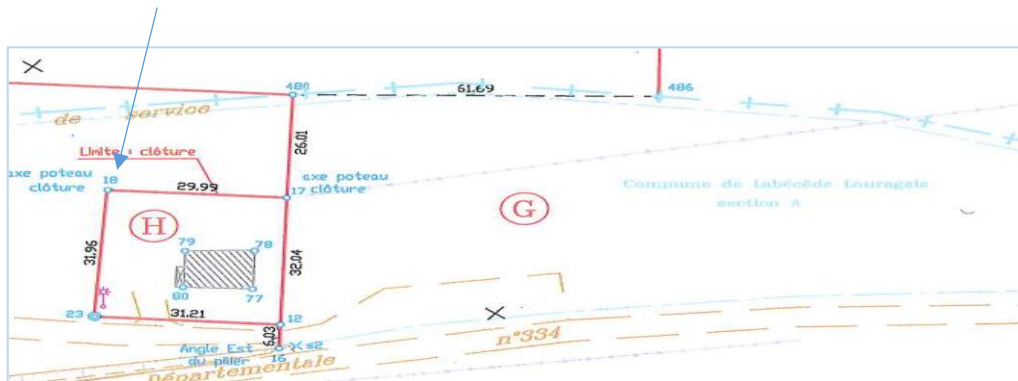 480
61.69
486
de service
26.01
Limite : clôture
axe poteau
clôture
18
29.99
17
axe poteau
clôture
Commune de Labécède Lauragais
section A
H
G
31.96
79
78
32.04
80
77
23
31.21
12
n°334
6.03
Angle Est
du pilier
s2
16
Départementale